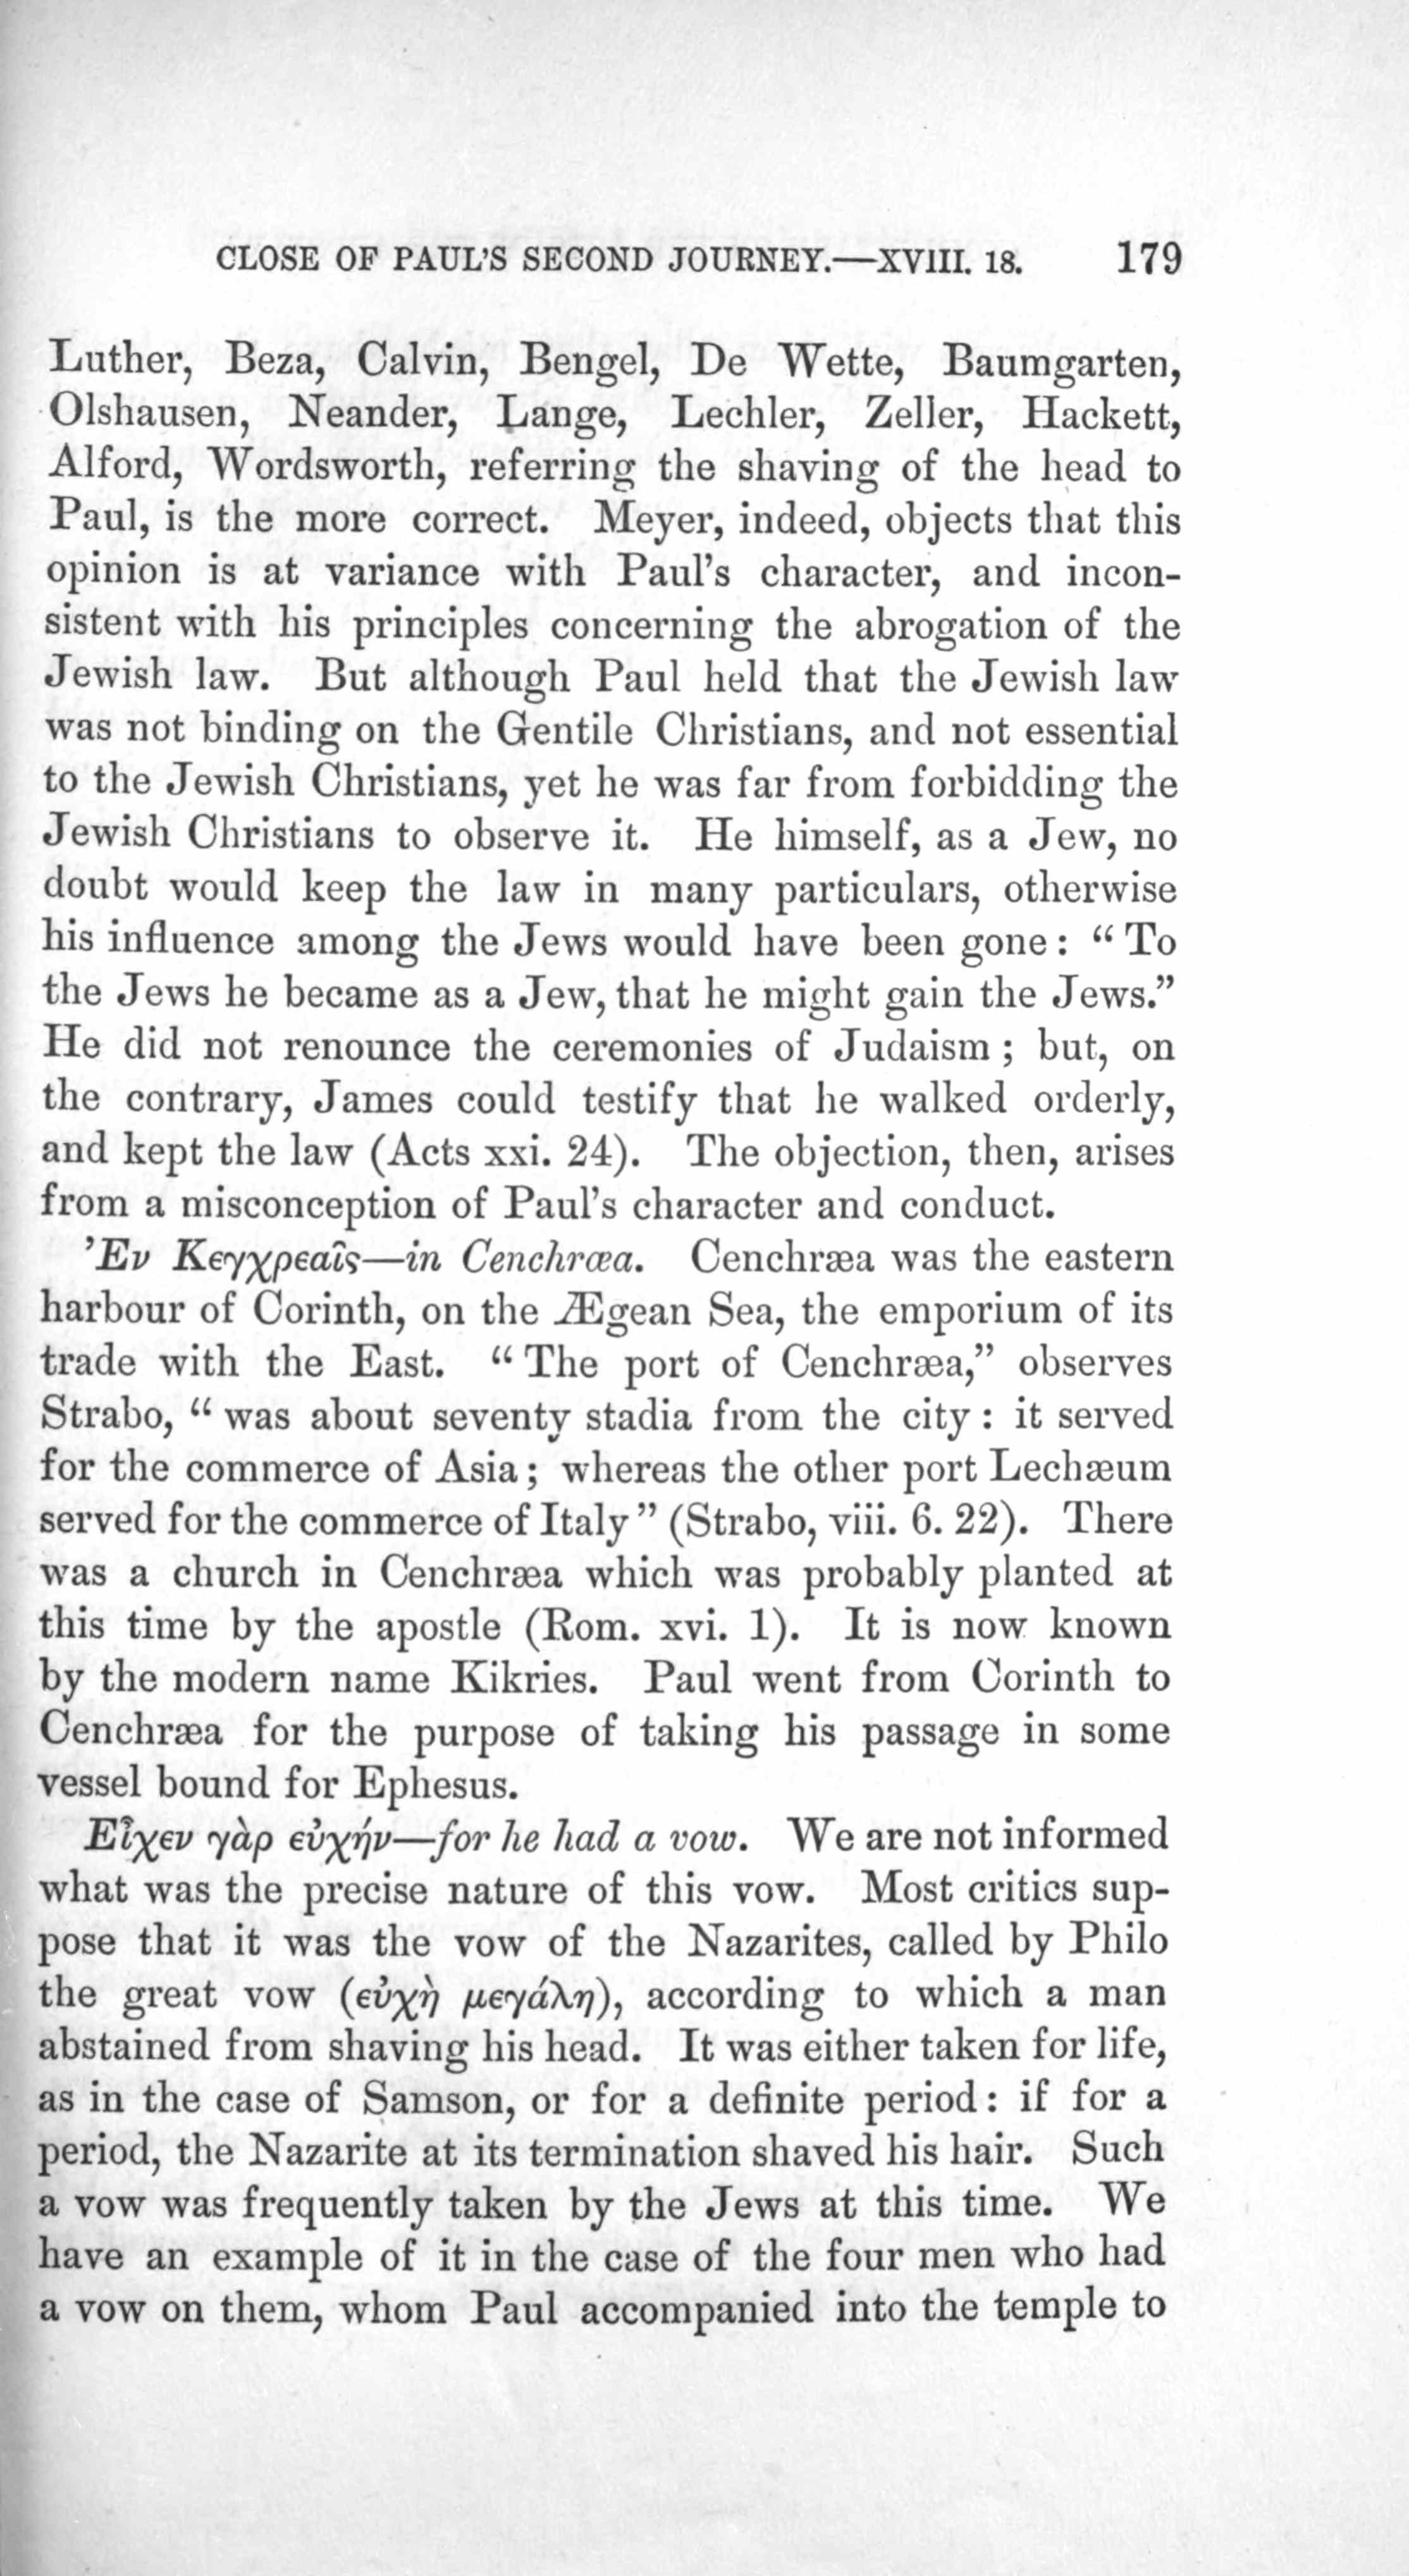 CLOSE OF PAUL'S SECOND JOURNEY.—XVIII. 18. 179
Luther, Beza, Calvin, Bengel, De Wette, Baumgarten,
Olshausen, Neander, Lange, Lechler, Zeller, Hackett,
Alford, Wordsworth, referring the shaving of the head to
Paul, is the more correct. Meyer, indeed, objects that this
opinion is at variance with Paul's character, and incon-
sistent with his principles concerning the abrogation of the
Jewish law. But although Paul held that the Jewish law
was not binding on the Gentile Christians, and not essential
to the Jewish Christians, yet he was far from forbidding the
Jewish Christians to observe it. He himself, as a Jew, no
doubt would keep the law in many particulars, otherwise
his influence among the Jews would have been gone: “To
the Jews he became as a Jew, that he might gain the Jews.”
He did not renounce the ceremonies of Judaism; but, on
the contrary, James could testify that he walked orderly,
and kept the law (Acts xxi. 24). The objection, then, arises
from a misconception of Paul's character and conduct.
Ἐν Κεγχρεαῖς—in Cenchræa. Cenchræa was the eastern
harbour of Corinth, on the Ægean Sea, the emporium of its
trade with the East. “The port of Cenchræa,” observes
Strabo, “was about seventy stadia from the city: it served
for the commerce of Asia; whereas the other port Lechæum
served for the commerce of Italy” (Strabo, viii. 6. 22). There
was a church in Cenchræa which was probably planted at
this time by the apostle (Rom. xvi. 1). It is now known
by the modern name Kikries. Paul went from Corinth to
Cenchræa for the purpose of taking his passage in some
vessel bound for Ephesus.
Εἶχεν γὰρ εὐχήν—for he had a vow. We are not informed
what was the precise nature of this vow. Most critics sup-
pose that it was the vow of the Nazarites, called by Philo
the great vow (εὐχὴ μεγάλη), according to which a man
abstained from shaving his head. It was either taken for life,
as in the case of Samson, or for a definite period: if for a
period, the Nazarite at its termination shaved his hair. Such
a vow was frequently taken by the Jews at this time. We
have an example of it in the case of the four men who had
a vow on them, whom Paul accompanied into the temple to